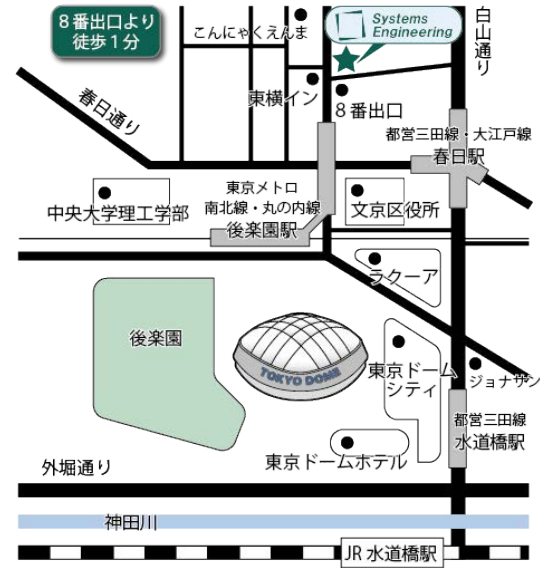 8番出口より
徒歩1分
こんにゃくえんま
Systems
Engineering
白山通り
東横イン
8番出口
春日通り
都営三田線・大江戸線
春日駅
中央大学理工学部
東京メトロ
南北線・丸の内線
後楽園駅
文京区役所
ラクーア
後楽園
TOKYO DOME
東京ドーム
シティ
ジョナサン
都営三田線
水道橋駅
東京ドームホテル
外堀通り
神田川
JR 水道橋駅